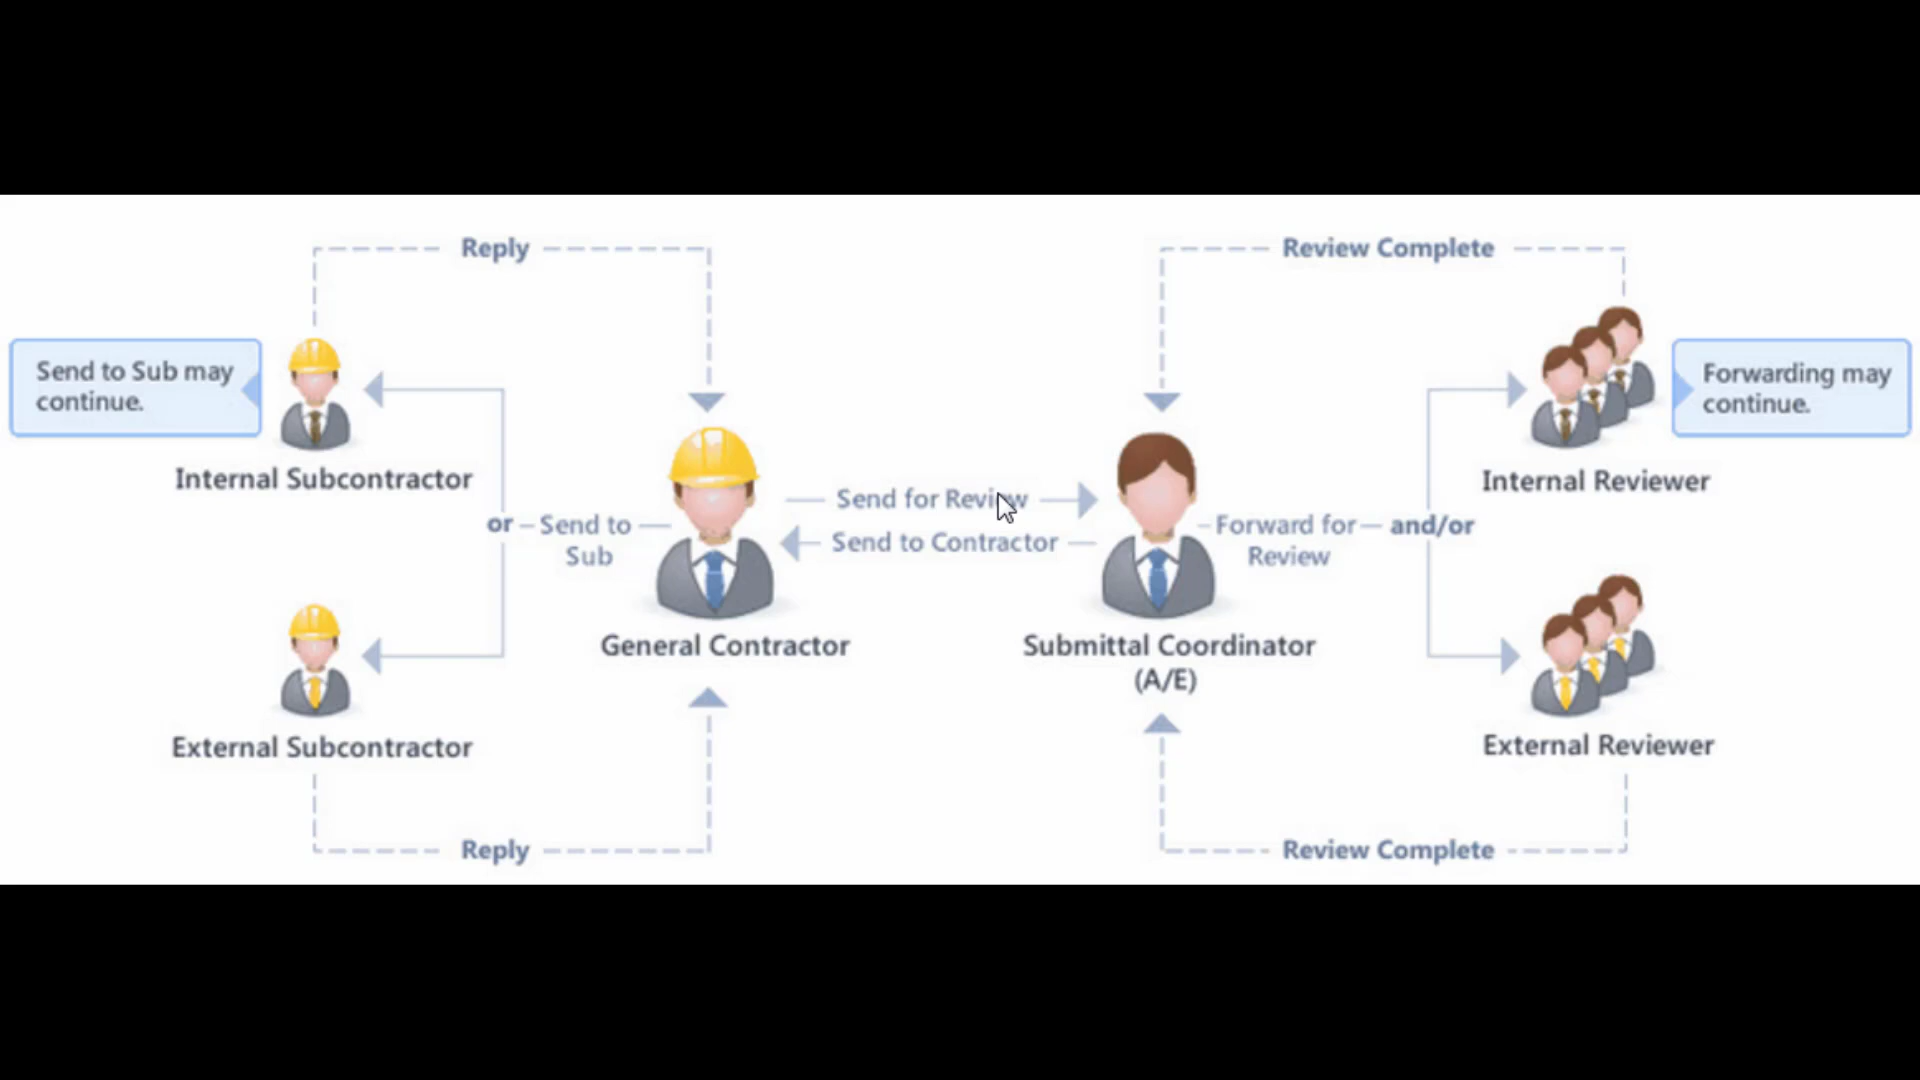 Reply
Review Complete
Send to Sub may
continue.
Forwarding may
continue.
Internal Subcontractor
Internal Reviewer
or
Send to
Sub
Send for Review
Send to Contractor
Forward for
Review
and/or
General Contractor
Submittal Coordinator
(A/E)
External Subcontractor
External Reviewer
Reply
Review Complete